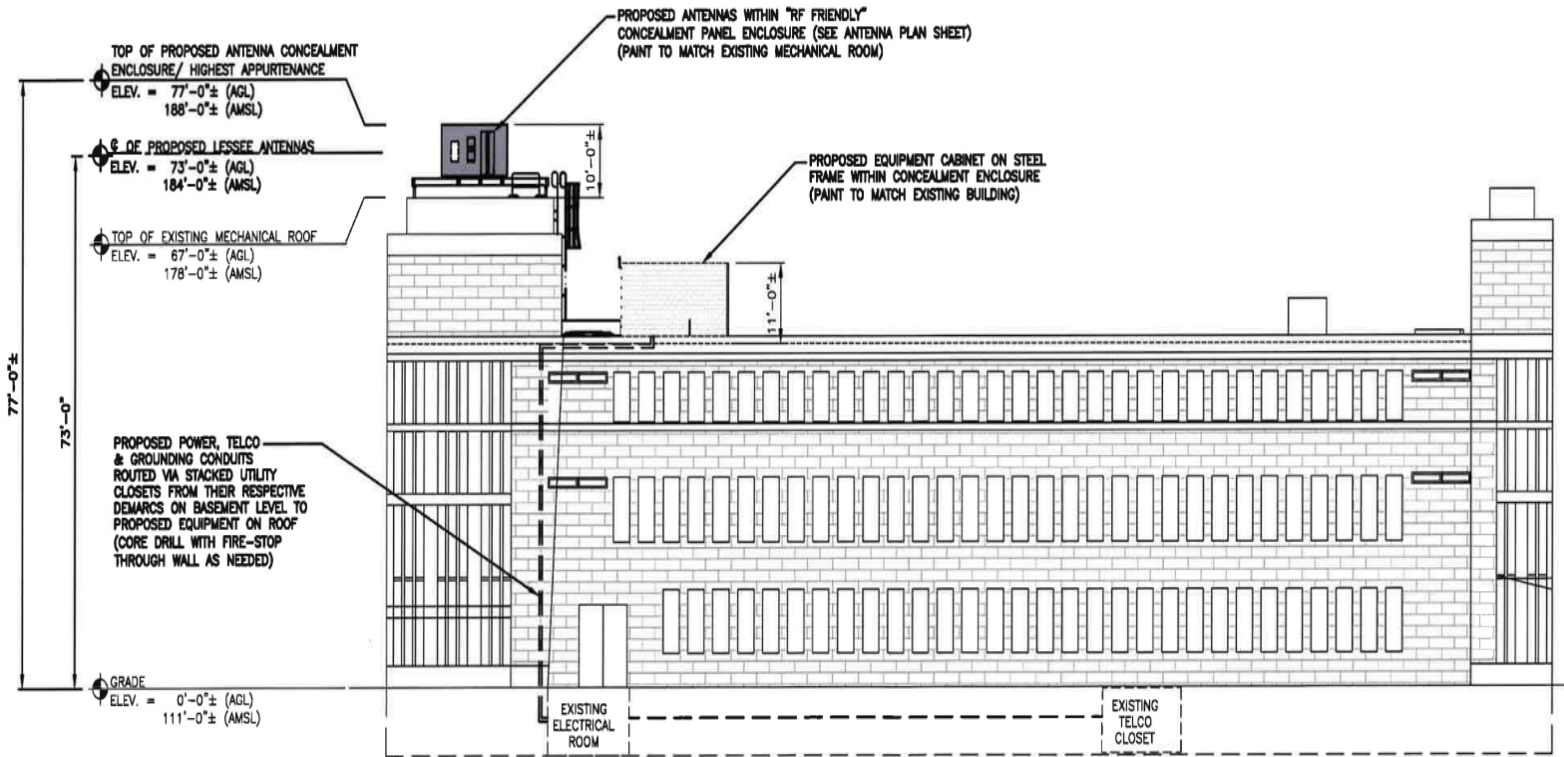 PROPOSED ANTENNAS WITHIN "RF FRIENDLY"
CONCEALMENT PANEL ENCLOSURE (SEE ANTENNA PLAN SHEET)
(PAINT TO MATCH EXISTING MECHANICAL ROOM)
TOP OF PROPOSED ANTENNA CONCEALMENT
ENCLOSURE/ HIGHEST APPURTENANCE
ELEV. = 77'-0"± (AGL)
188'-0"± (AMSL)
℄ OF PROPOSED LESSEE ANTENNAS
ELEV. = 73'-0"± (AGL)
184'-0"± (AMSL)
10'-0"±
PROPOSED EQUIPMENT CABINET ON STEEL
FRAME WITHIN CONCEALMENT ENCLOSURE
(PAINT TO MATCH EXISTING BUILDING)
TOP OF EXISTING MECHANICAL ROOF
ELEV. = 67'-0"± (AGL)
178'-0"± (AMSL)
11'-0"±
77'-0"±
73'-0"
PROPOSED POWER, TELCO
& GROUNDING CONDUITS
ROUTED VIA STACKED UTILITY
CLOSETS FROM THEIR RESPECTIVE
DEMARCS ON BASEMENT LEVEL TO
PROPOSED EQUIPMENT ON ROOF
(CORE DRILL WITH FIRE-STOP
THROUGH WALL AS NEEDED)
GRADE
ELEV. = 0'-0"± (AGL)
111'-0"± (AMSL)
EXISTING
ELECTRICAL
ROOM
EXISTING
TELCO
CLOSET